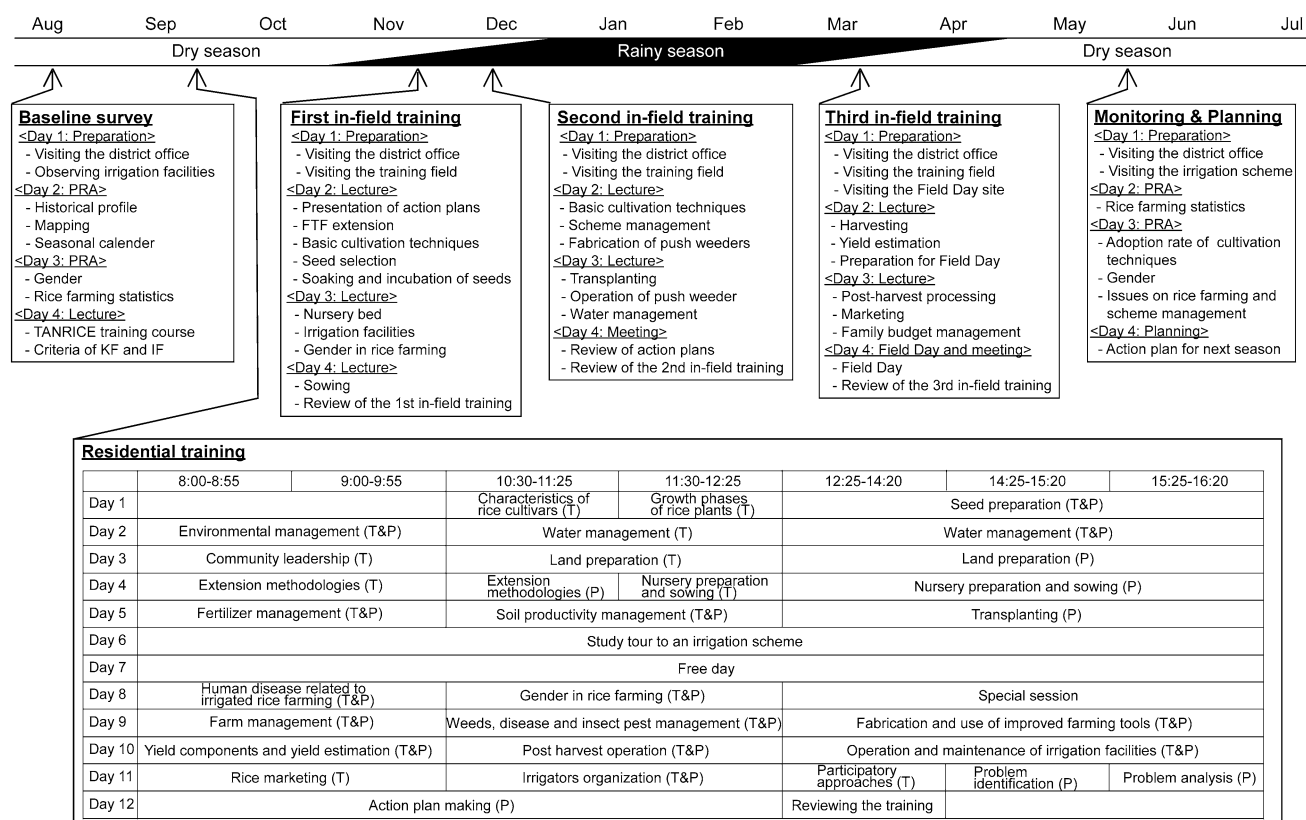 Aug Sep Oct Nov Dec Jan Feb Mar Apr May Jun Jul
Dry season Rainy season Dry season
Baseline survey
<Day 1: Preparation>
- Visiting the district office
- Observing irrigation facilities
<Day 2: PRA>
- Historical profile
- Mapping
- Seasonal calender
<Day 3: PRA>
- Gender
- Rice farming statistics
<Day 4: Lecture>
- TANRICE training course
- Criteria of KF and IF
First in-field training
<Day 1: Preparation>
- Visiting the district office
- Visiting the training field
<Day 2: Lecture>
- Presentation of action plans
- FTF extension
- Basic cultivation techniques
- Seed selection
- Soaking and incubation of seeds
<Day 3: Lecture>
- Nursery bed
- Irrigation facilities
- Gender in rice farming
<Day 4: Lecture>
- Sowing
- Review of the 1st in-field training
Second in-field training
<Day 1: Preparation>
- Visiting the district office
- Visiting the training field
<Day 2: Lecture>
- Basic cultivation techniques
- Scheme management
- Fabrication of push weeders
<Day 3: Lecture>
- Transplanting
- Operation of push weeder
- Water management
<Day 4: Meeting>
- Review of action plans
- Review of the 2nd in-field training
Third in-field training
<Day 1: Preparation>
- Visiting the district office
- Visiting the training field
- Visiting the Field Day site
<Day 2: Lecture>
- Harvesting
- Yield estimation
- Preparation for Field Day
<Day 3: Lecture>
- Post-harvest processing
- Marketing
- Family budget management
<Day 4: Field Day and meeting>
- Field Day
- Review of the 3rd in-field training
Monitoring & Planning
<Day 1: Preparation>
- Visiting the district office
- Visiting the irrigation scheme
<Day 2: PRA>
- Rice farming statistics
<Day 3: PRA>
- Adoption rate of cultivation
techniques
- Gender
- Issues on rice farming and
scheme management
<Day 4: Planning>
- Action plan for next season
Residential training
8:00-8:55 9:00-9:55 10:30-11:25 11:30-12:25 12:25-14:20 14:25-15:20 15:25-16:20
Day 1
Characteristics of
rice cultivars (T)
Growth phases
of rice plants (T)
Seed preparation (T&P)
Day 2 Environmental management (T&P) Water management (T) Water management (T&P)
Day 3 Community leadership (T) Land preparation (T) Land preparation (P)
Day 4 Extension methodologies (T)
Extension
methodologies (P)
Nursery preparation
and sowing (T)
Nursery preparation and sowing (P)
Day 5 Fertilizer management (T&P) Soil productivity management (T&P) Transplanting (P)
Day 6 Study tour to an irrigation scheme
Day 7 Free day
Day 8
Human disease related to
irrigated rice farming (T&P)
Gender in rice farming (T&P) Special session
Day 9 Farm management (T&P) Weeds, disease and insect pest management (T&P) Fabrication and use of improved farming tools (T&P)
Day 10 Yield components and yield estimation (T&P) Post harvest operation (T&P) Operation and maintenance of irrigation facilities (T&P)
Day 11 Rice marketing (T) Irrigators organization (T&P)
Participatory
approaches (T)
Problem
identification (P)
Problem analysis (P)
Day 12 Action plan making (P) Reviewing the training